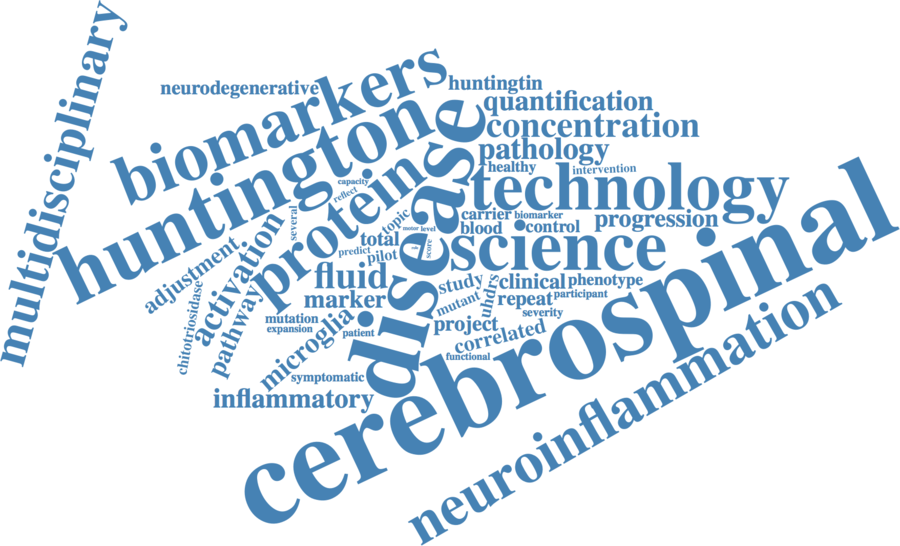 multidisciplinary
neurodegenerative
biomarkers
huntingtin
quantification
concentration
huntington
disease
pathology
healthy
intervention
capacity
reflect
protein
technology
several
topic
carrier
biomarker
progression
motor
level
blood
control
activation
adjustment
total
score
science
predict
pilot
fluid
study
clinical
phenotype
chitotriosidase
pathway
marker
mutant
uhdrs
repeat
participant
severity
mutation
expansion
microglia
patient
project
correlated
functional
symptomatic
inflammatory
cerebrospinal
neuroinflammation